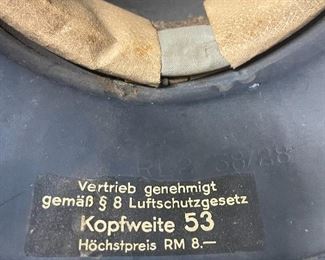 Vertrieb genehmigt
gemäß § 8 Luftschutzgesetz
Kopfweite 53
Höchstpreis RM 8.—